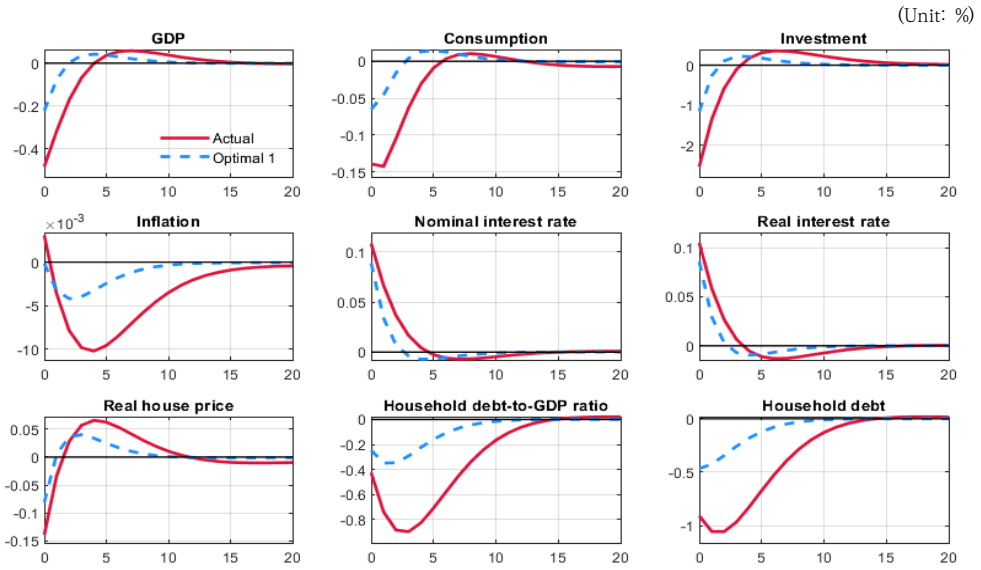 (Unit: %)
GDP
0
-0.2
-0.4
Actual
Optimal 1
0 5 10 15 20
Consumption
0
-0.05
-0.1
-0.15
0 5 10 15 20
Investment
0
-1
-2
0 5 10 15 20
Inflation
×10-3
0
-5
-10
0 5 10 15 20
Nominal interest rate
0.1
0.05
0
0 5 10 15 20
Real interest rate
0.1
0.05
0
0 5 10 15 20
Real house price
0.05
0
-0.05
-0.1
-0.15
0 5 10 15 20
Household debt-to-GDP ratio
0
-0.2
-0.4
-0.6
-0.8
0 5 10 15 20
Household debt
0
-0.5
-1
0 5 10 15 20